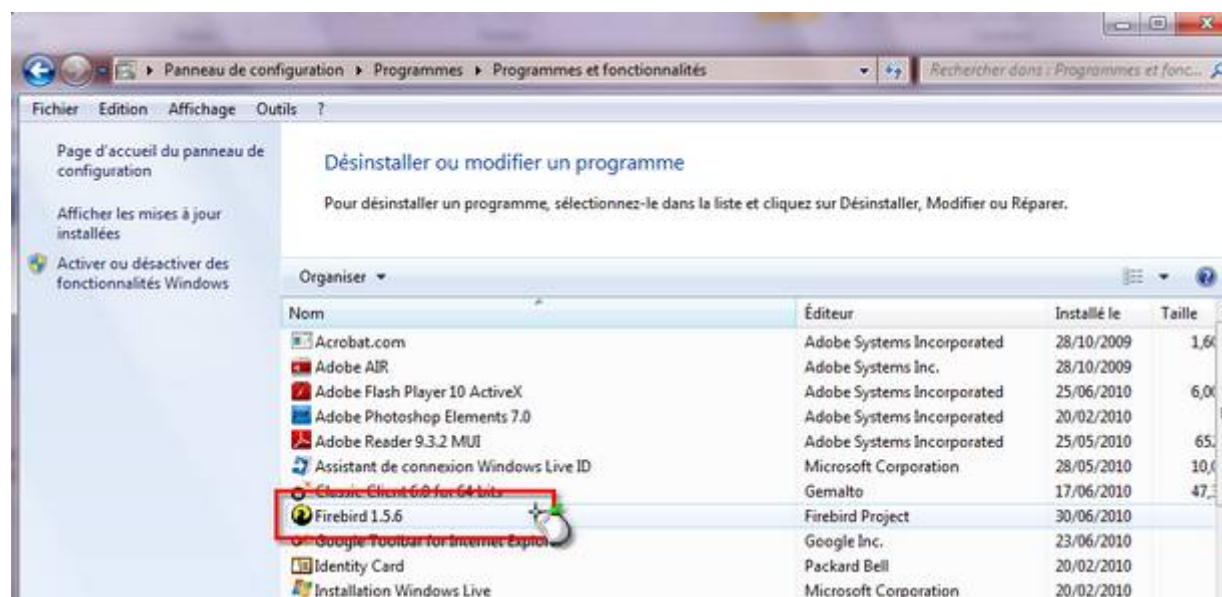 Panneau de configuration ▸ Programmes ▸ Programmes et fonctionnalités
Rechercher dans : Programmes et fonc...
Fichier Edition Affichage Outils ?
Page d'accueil du panneau de configuration
Afficher les mises à jour installées
Activer ou désactiver des fonctionnalités Windows
Désinstaller ou modifier un programme
Pour désinstaller un programme, sélectionnez-le dans la liste et cliquez sur Désinstaller, Modifier ou Réparer.
Organiser
Nom Éditeur Installé le Taille
Acrobat.com Adobe Systems Incorporated 28/10/2009 1,60
Adobe AIR Adobe Systems Inc. 28/10/2009
Adobe Flash Player 10 ActiveX Adobe Systems Incorporated 25/06/2010 6,00
Adobe Photoshop Elements 7.0 Adobe Systems Incorporated 20/02/2010
Adobe Reader 9.3.2 MUI Adobe Systems Incorporated 25/05/2010 65,
Assistant de connexion Windows Live ID Microsoft Corporation 28/05/2010 10,
Classic Client 6.0 for 64 bits Gemalto 17/06/2010 47,
Firebird 1.5.6 Firebird Project 30/06/2010
Google Toolbar for Internet Explor Google Inc. 23/06/2010
Identity Card Packard Bell 20/02/2010
Installation Windows Live Microsoft Corporation 20/02/2010